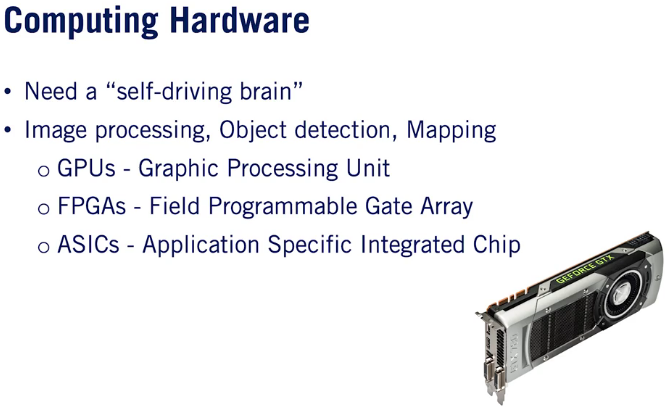 Computing Hardware
• Need a “self-driving brain”
• Image processing, Object detection, Mapping
o GPUs - Graphic Processing Unit
o FPGAs - Field Programmable Gate Array
o ASICs - Application Specific Integrated Chip
GEFORCE GTX